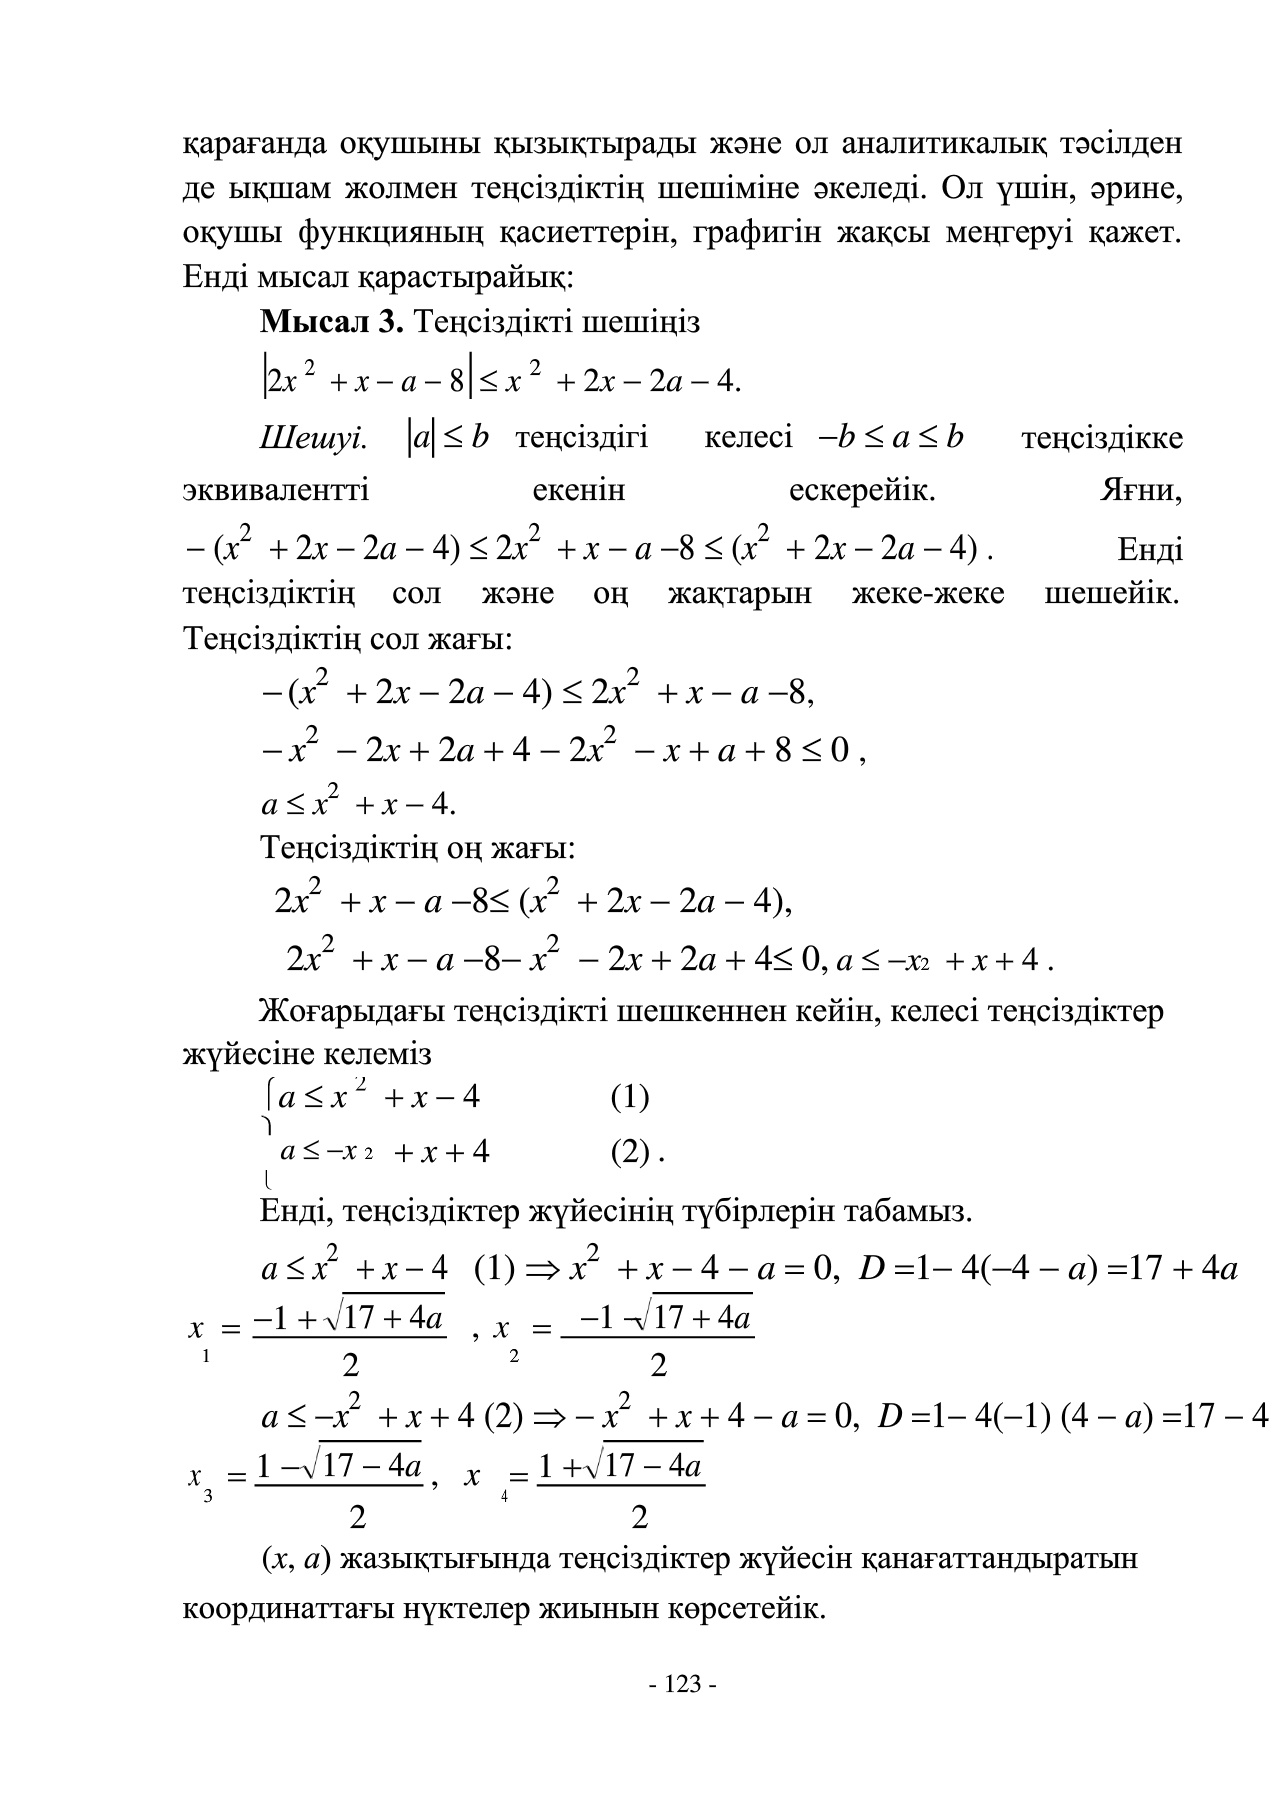 қарағанда оқушыны қызықтырады және ол аналитикалық тәсілден
де ықшам жолмен теңсіздіктің шешіміне әкеледі. Ол үшін, әрине,
оқушы функцияның қасиеттерін, графигін жақсы меңгеруі қажет.
Енді мысал қарастырайық:
Мысал 3. Теңсіздікті шешіңіз
|2x² + x − a − 8| ≤ x² + 2x − 2a − 4.
Шешуі. |a| ≤ b теңсіздігі келесі −b ≤ a ≤ b теңсіздікке
эквивалентті екенін ескерейік. Яғни,
− (x² + 2x − 2a − 4) ≤ 2x² + x − a −8 ≤ (x² + 2x − 2a − 4) . Енді
теңсіздіктің сол және оң жақтарын жеке-жеке шешейік.
Теңсіздіктің сол жағы:
− (x² + 2x − 2a − 4) ≤ 2x² + x − a −8,
− x² − 2x + 2a + 4 − 2x² − x + a + 8 ≤ 0 ,
a ≤ x² + x − 4.
Теңсіздіктің оң жағы:
2x² + x − a −8≤ (x² + 2x − 2a − 4),
2x² + x − a −8− x² − 2x + 2a + 4≤ 0, a ≤ −x2 + x + 4 .
Жоғарыдағы теңсіздікті шешкеннен кейін, келесі теңсіздіктер
жүйесіне келеміз
a ≤ x² + x − 4 (1)
a ≤ −x 2 + x + 4 (2) .
Енді, теңсіздіктер жүйесінің түбірлерін табамыз.
a ≤ x² + x − 4 (1) ⇒ x² + x − 4 − a = 0, D =1− 4(−4 − a) =17 + 4a
x₁ = (−1 + √17 + 4a)/2 , x₂ = (−1 − √17 + 4a)/2
a ≤ −x² + x + 4 (2) ⇒ − x² + x + 4 − a = 0, D =1− 4(−1) (4 − a) =17 − 4
x₃ = (1 − √17 − 4a)/2 , x₄ = (1 + √17 − 4a)/2
(x, a) жазықтығында теңсіздіктер жүйесін қанағаттандыратын
координаттағы нүктелер жиынын көрсетейік.
- 123 -